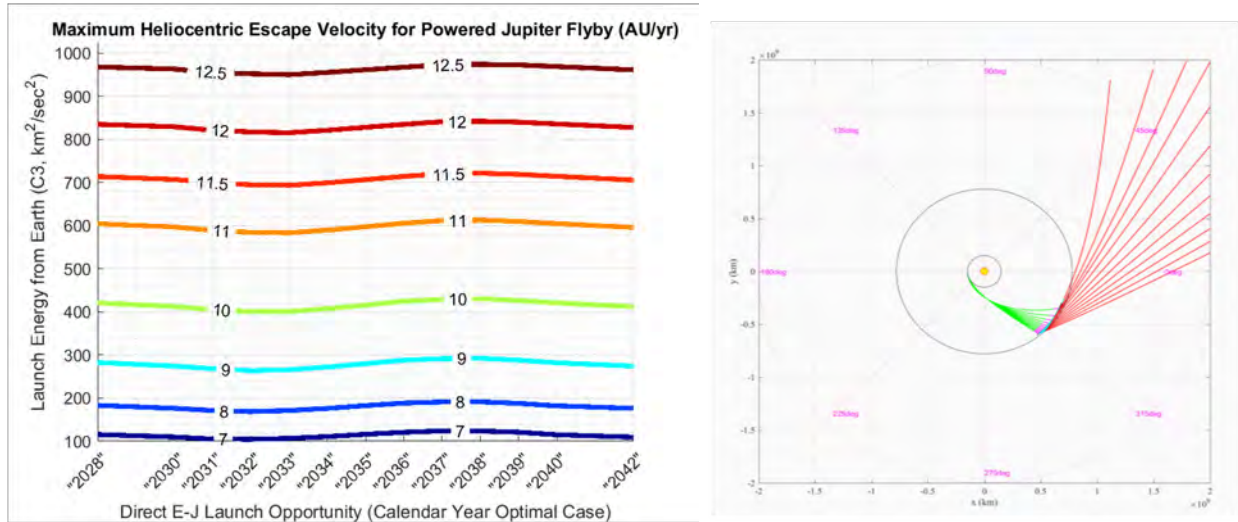 Maximum Heliocentric Escape Velocity for Powered Jupiter Flyby (AU/yr)
Launch Energy from Earth (C3, km²/sec²)
1000
900
800
700
600
500
400
300
200
100
12.5 12.5
12 12
11.5 11.5
11 11
10 10
9 9
8 8
7 7
"2028" "2030" "2031" "2032" "2033" "2034" "2035" "2036" "2037" "2038" "2039" "2040" "2042"
Direct E-J Launch Opportunity (Calendar Year Optimal Case)
y (km)
2
1.5
1
0.5
0
-0.5
-1
-1.5
-2
90deg
135deg 45deg
180deg 0deg
225deg 315deg
270deg
-2 -1.5 -1 -0.5 0 0.5 1 1.5 2
x (km)